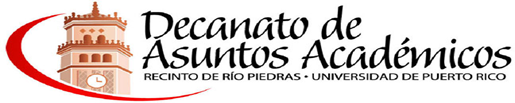 Decanato de
Asuntos Académicos
RECINTO DE RÍO PIEDRAS • UNIVERSIDAD DE PUERTO RICO